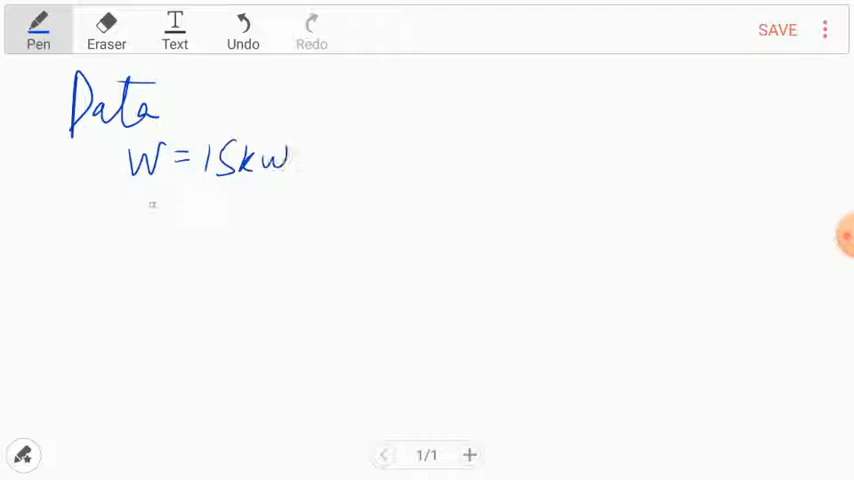 Pen Eraser Text Undo Redo SAVE
Data
W = 15kw
1/1